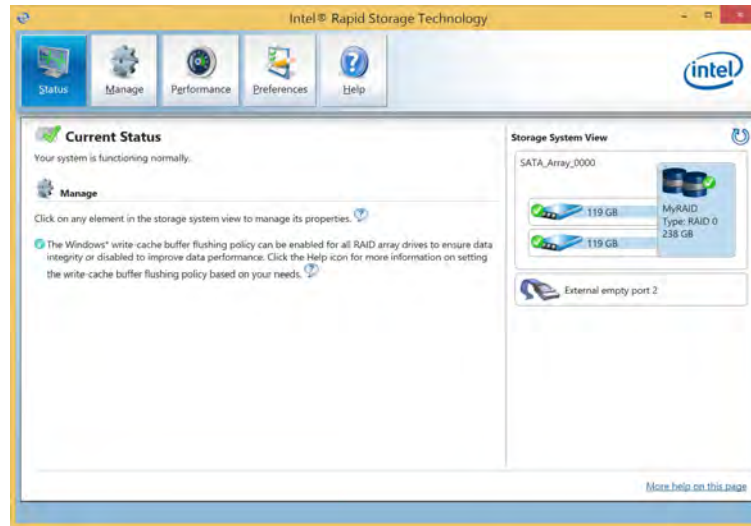 Intel® Rapid Storage Technology
Status
Manage
Performance
Preferences
Help
intel
Current Status
Your system is functioning normally.
Manage
Click on any element in the storage system view to manage its properties.
The Windows* write-cache buffer flushing policy can be enabled for all RAID array drives to ensure data
integrity or disabled to improve data performance. Click the Help icon for more information on setting
the write-cache buffer flushing policy based on your needs.
Storage System View
SATA_Array_0000
119 GB
119 GB
MyRAID
Type: RAID 0
238 GB
External empty port 2
More help on this page